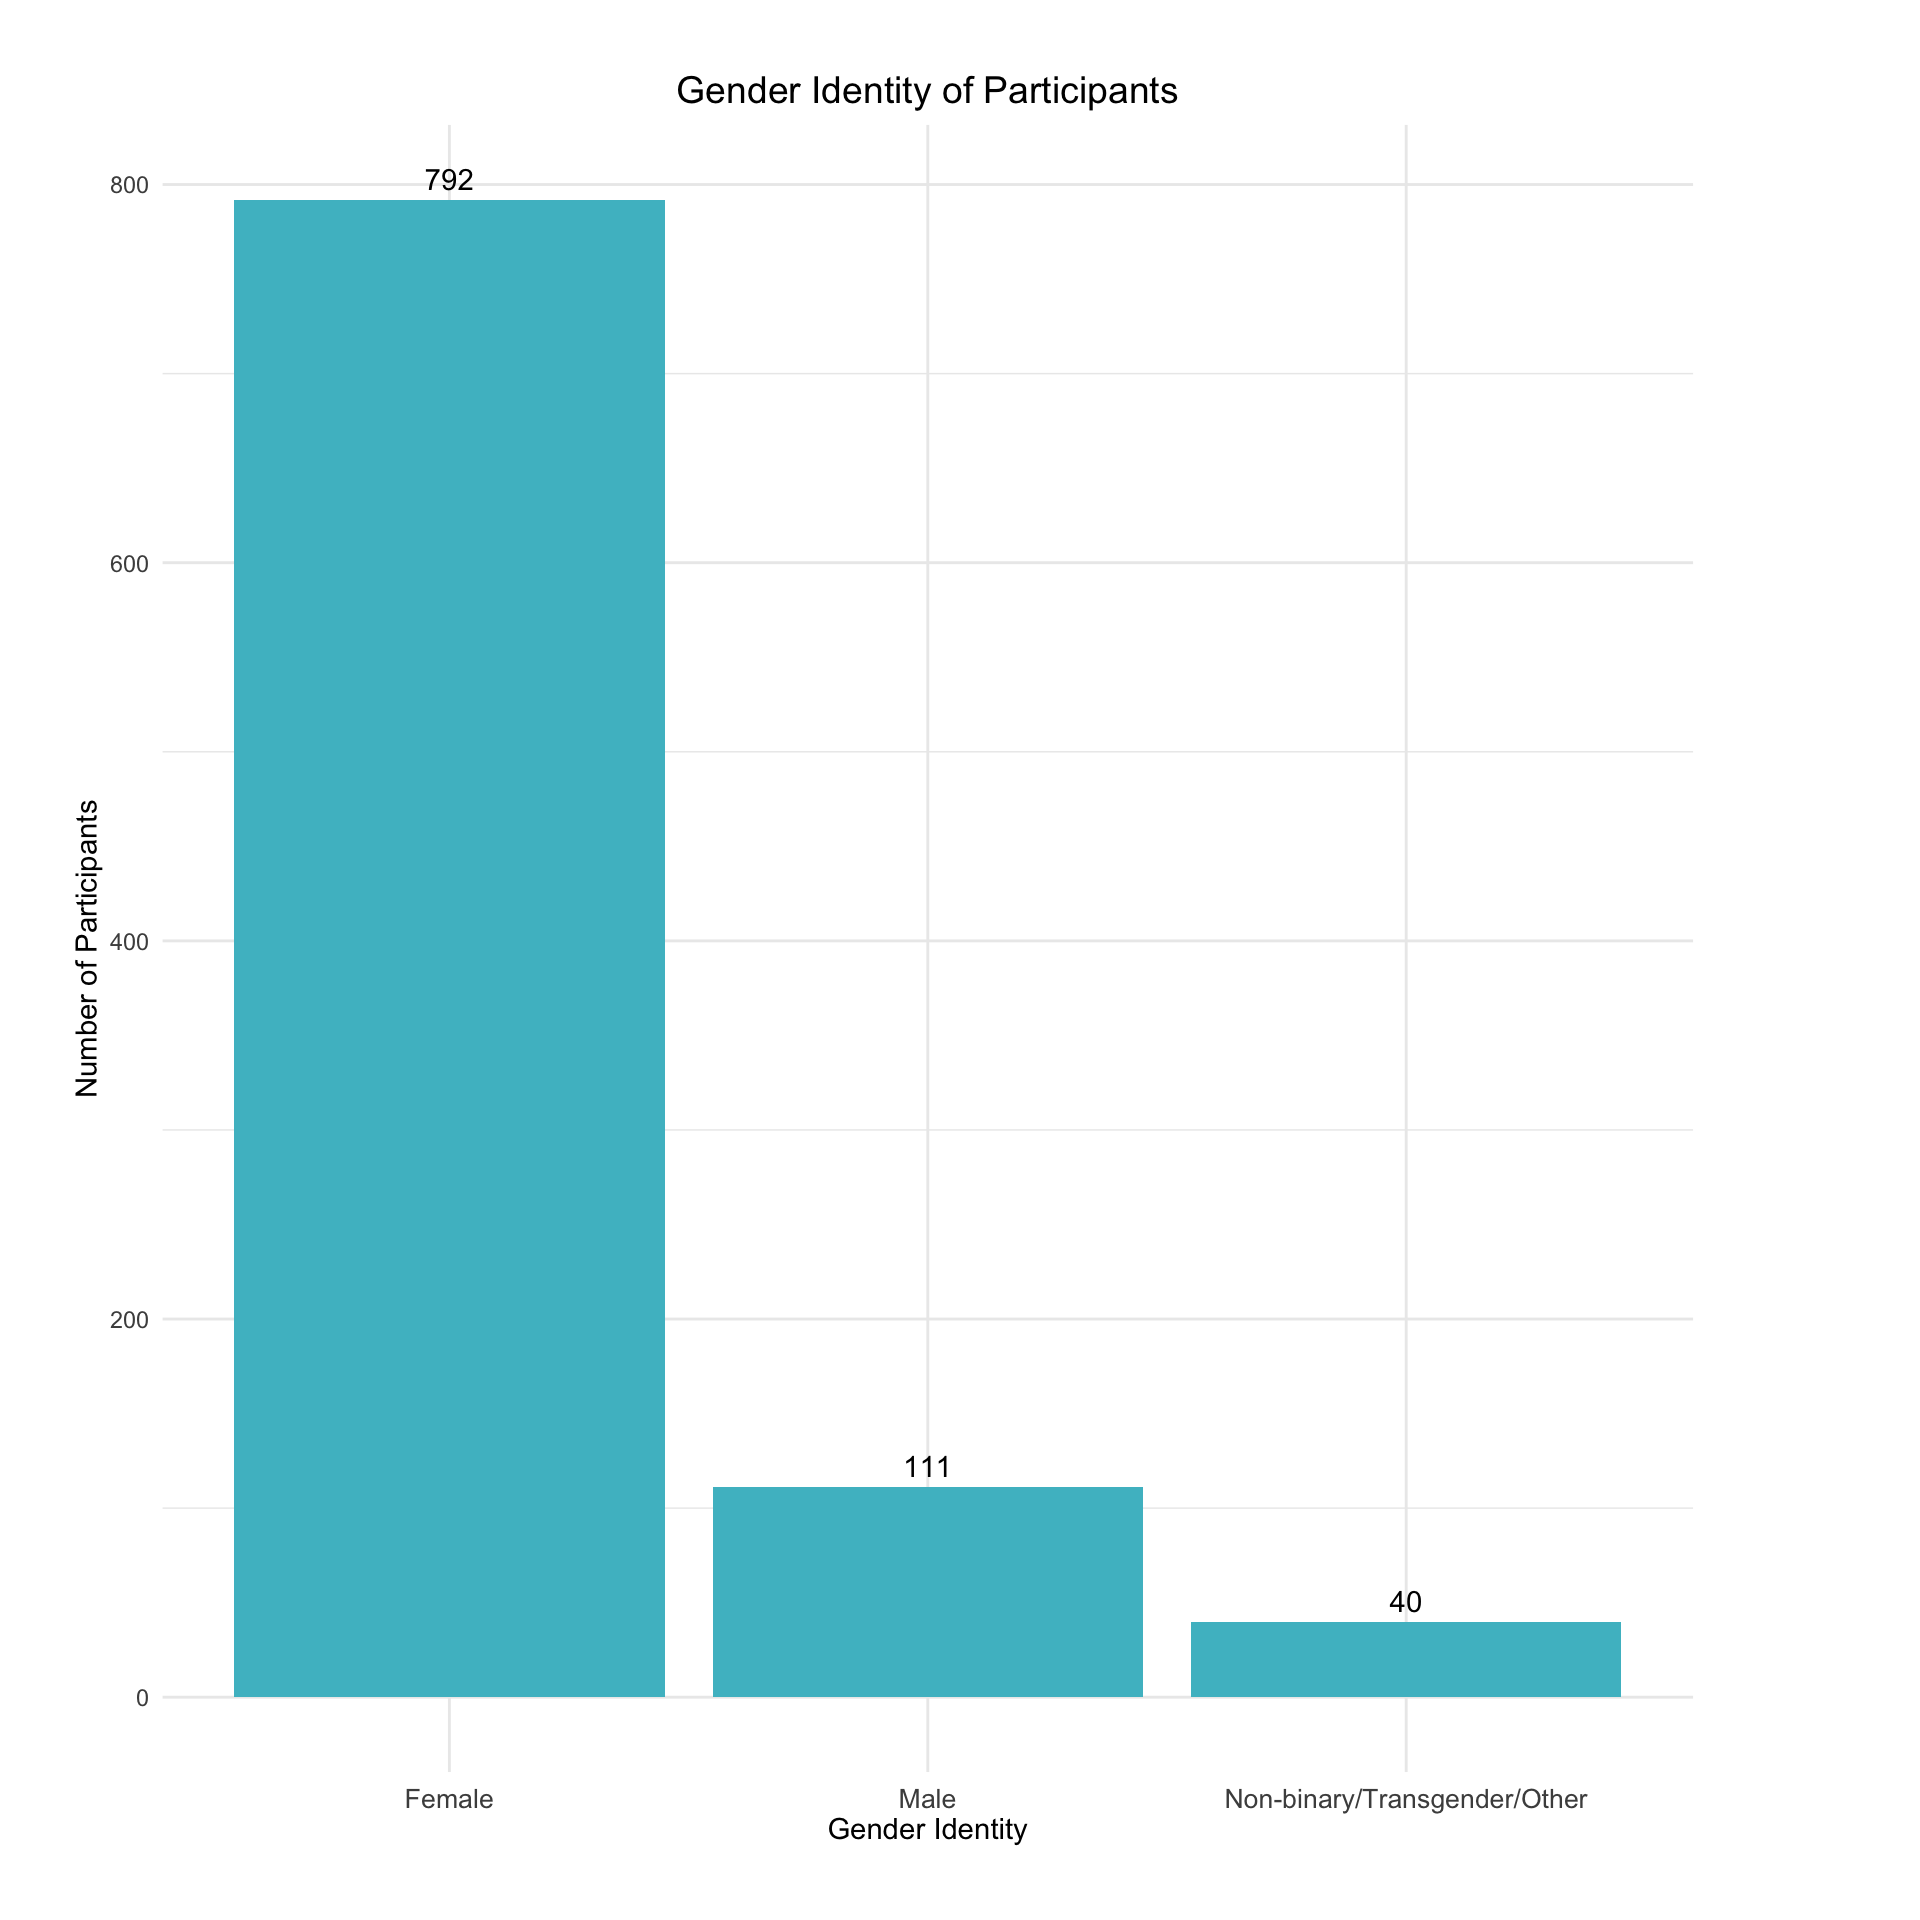 Gender Identity of Participants
800
792
600
Number of Participants
400
200
111
40
0
Female
Male
Non-binary/Transgender/Other
Gender Identity